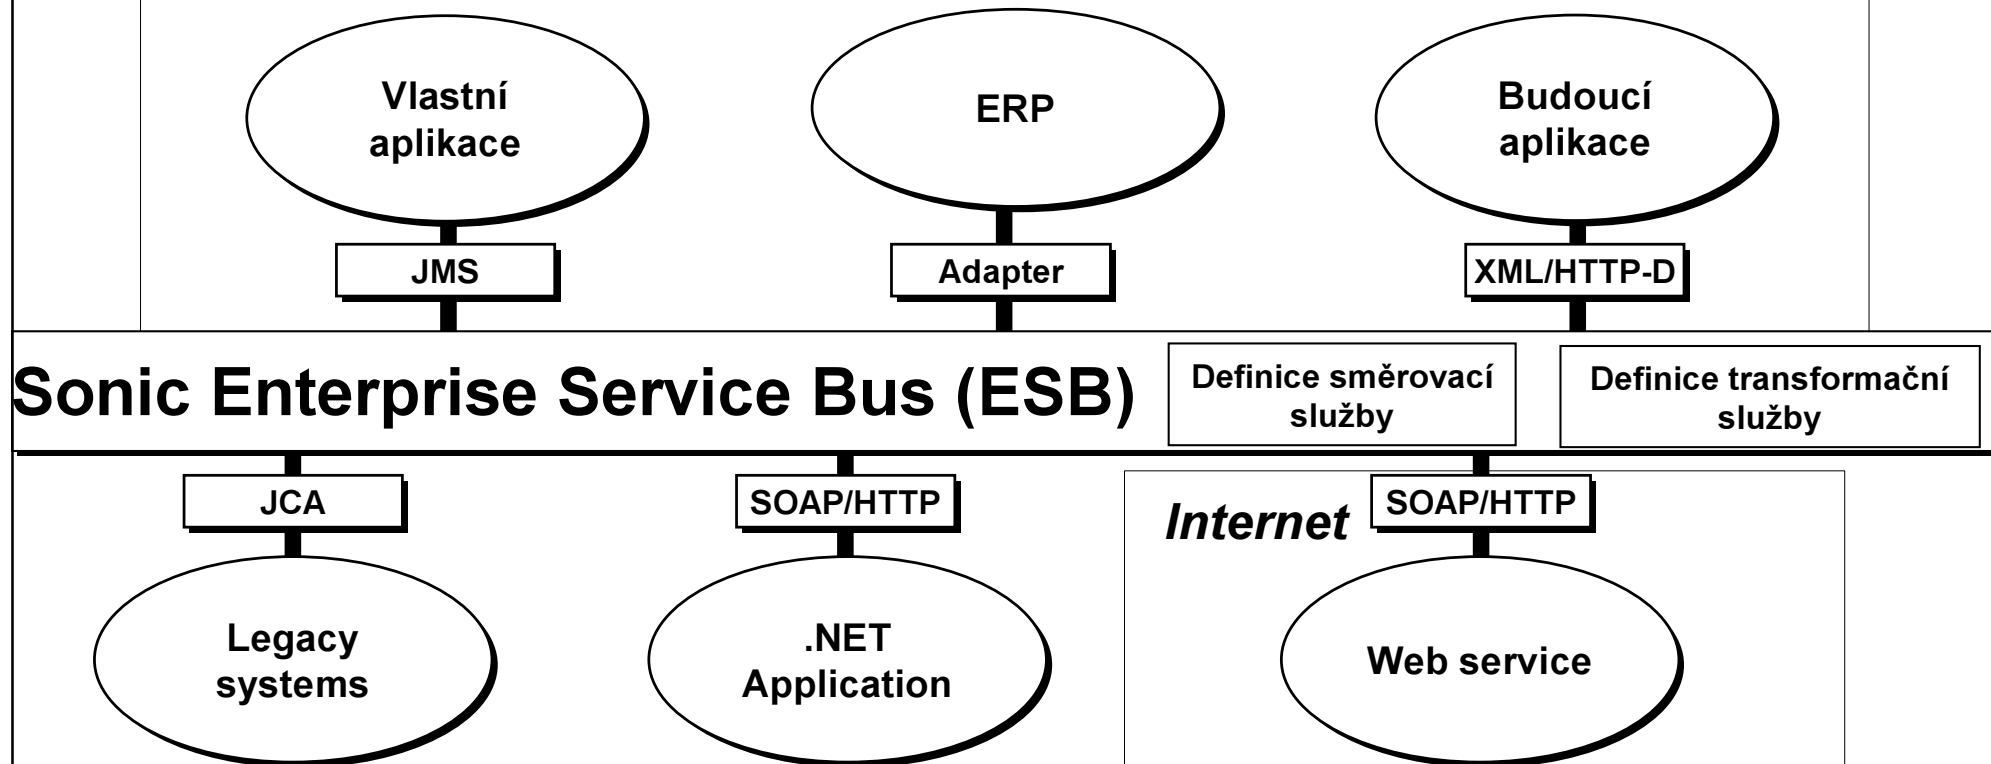 Vlastní
aplikace
ERP
Budoucí
aplikace
JMS
Adapter
XML/HTTP-D
Sonic Enterprise Service Bus (ESB)
Definice směrovací
služby
Definice transformační
služby
JCA
SOAP/HTTP
Internet
SOAP/HTTP
Legacy
systems
.NET
Application
Web service